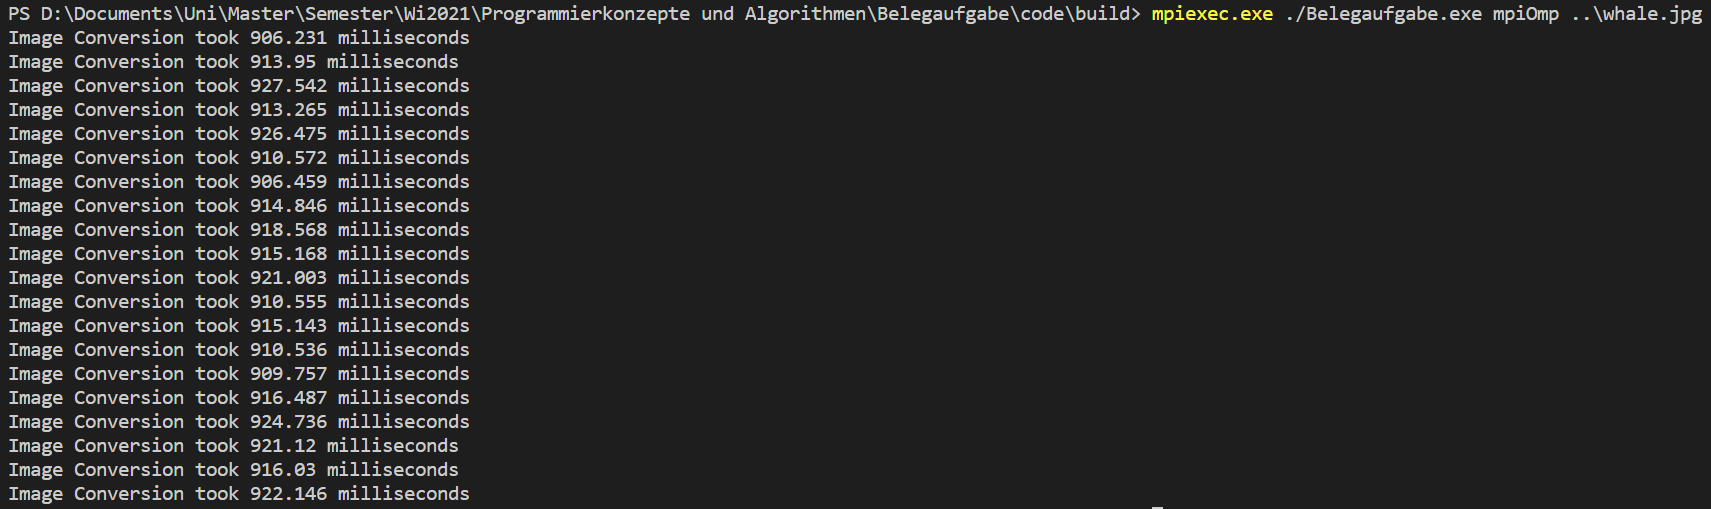 PS D:\Documents\Uni\Master\Semester\Wi2021\Programmierkonzepte und Algorithmen\Belegaufgabe\code\build> mpiexec.exe ./Belegaufgabe.exe mpiOmp ..\whale.jpg
Image Conversion took 906.231 milliseconds
Image Conversion took 913.95 milliseconds
Image Conversion took 927.542 milliseconds
Image Conversion took 913.265 milliseconds
Image Conversion took 926.475 milliseconds
Image Conversion took 910.572 milliseconds
Image Conversion took 906.459 milliseconds
Image Conversion took 914.846 milliseconds
Image Conversion took 918.568 milliseconds
Image Conversion took 915.168 milliseconds
Image Conversion took 921.003 milliseconds
Image Conversion took 910.555 milliseconds
Image Conversion took 915.143 milliseconds
Image Conversion took 910.536 milliseconds
Image Conversion took 909.757 milliseconds
Image Conversion took 916.487 milliseconds
Image Conversion took 924.736 milliseconds
Image Conversion took 921.12 milliseconds
Image Conversion took 916.03 milliseconds
Image Conversion took 922.146 milliseconds